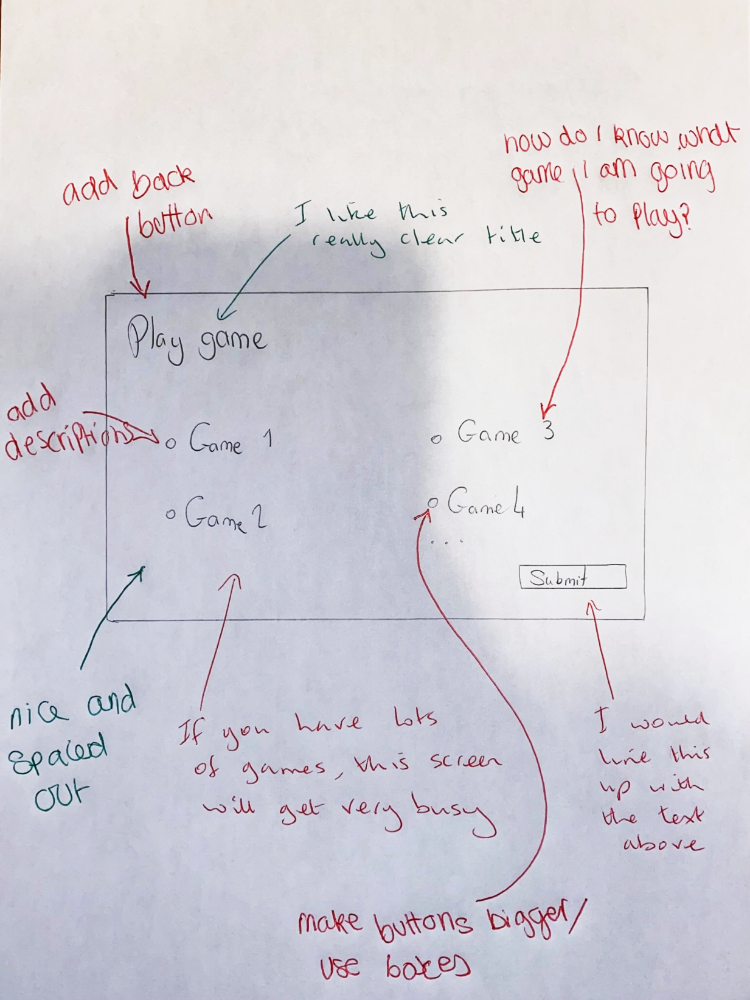 how do I know what
game I am going
to play?
add back
button
I like this
really clear title
Play game
add
descriptions
Game 1
Game 3
Game 2
Game 4
...
Submit
nice and
spaced
out
If you have lots
of games, this screen
will get very busy
I would
line this
up with
the text
above
make buttons bigger/
use boxes